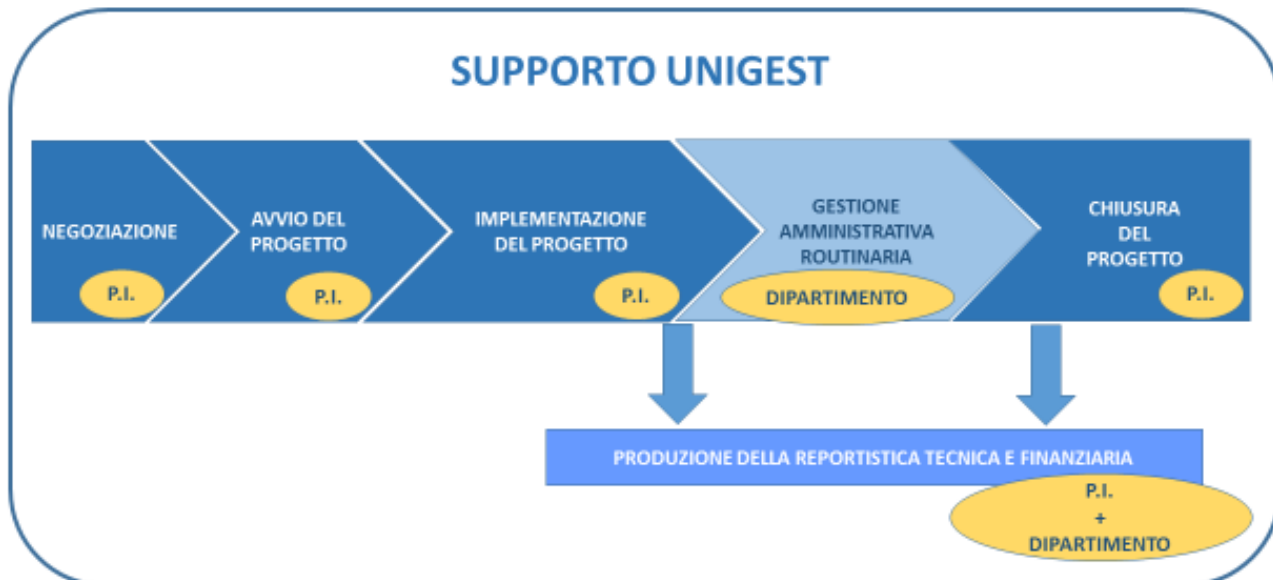 SUPPORTO UNIGEST
NEGOZIAZIONE
P.I.
AVVIO DEL
PROGETTO
P.I.
IMPLEMENTAZIONE
DEL PROGETTO
P.I.
GESTIONE
AMMINISTRATIVA
ROUTINARIA
DIPARTIMENTO
CHIUSURA
DEL
PROGETTO
P.I.
PRODUZIONE DELLA REPORTISTICA TECNICA E FINANZIARIA
P.I.
+
DIPARTIMENTO